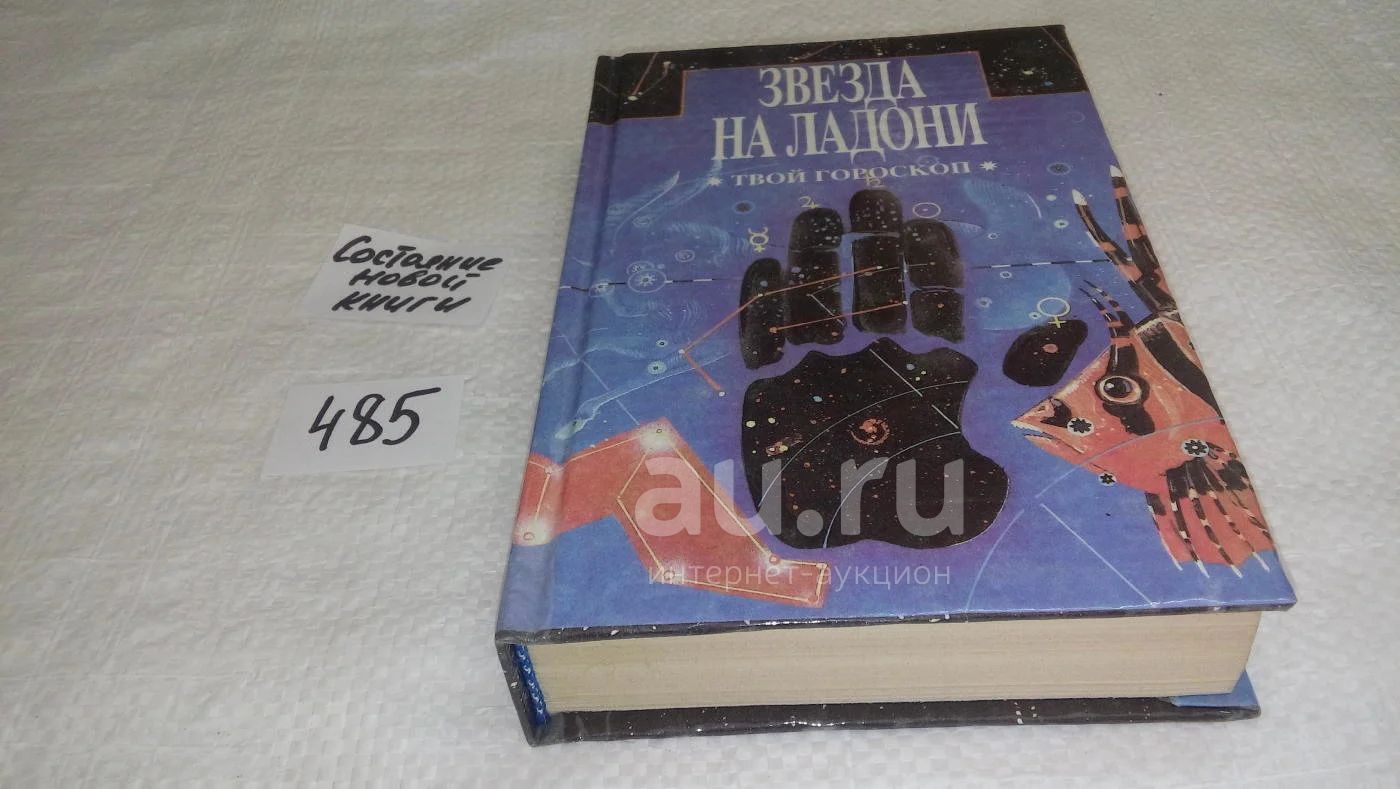 ЗВЕЗДА
НА ЛАДОНИ
ТВОЙ ГОРОСКОП
Состояние
новой
книги
485
au.ru
интернет-аукцион